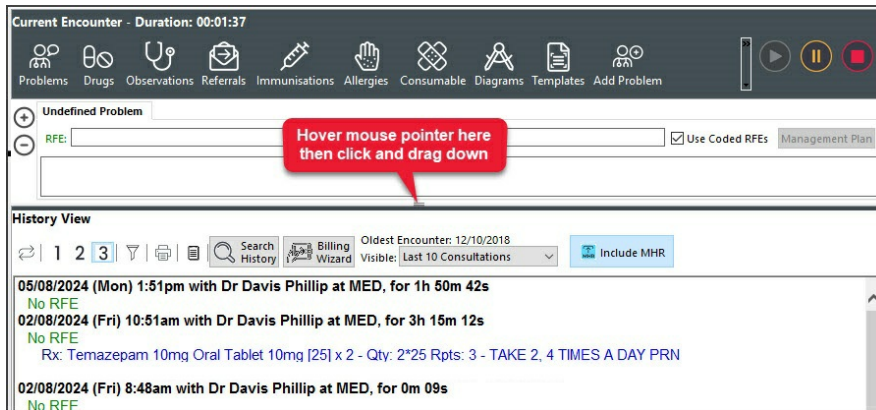 Current Encounter - Duration: 00:01:37
Problems Drugs Observations Referrals Immunisations Allergies Consumable Diagrams Templates Add Problem
Undefined Problem
RFE:
Use Coded RFEs
Management Plan
Hover mouse pointer here
then click and drag down
History View
1 2 3
Search
History
Billing
Wizard
Oldest Encounter: 12/10/2018
Visible: Last 10 Consultations
Include MHR
05/08/2024 (Mon) 1:51pm with Dr Davis Phillip at MED, for 1h 50m 42s
No RFE
02/08/2024 (Fri) 10:51am with Dr Davis Phillip at MED, for 3h 15m 12s
No RFE
Rx: Temazepam 10mg Oral Tablet 10mg [25] x 2 - Qty: 2*25 Rpts: 3 - TAKE 2, 4 TIMES A DAY PRN
02/08/2024 (Fri) 8:48am with Dr Davis Phillip at MED, for 0m 09s
No RFE